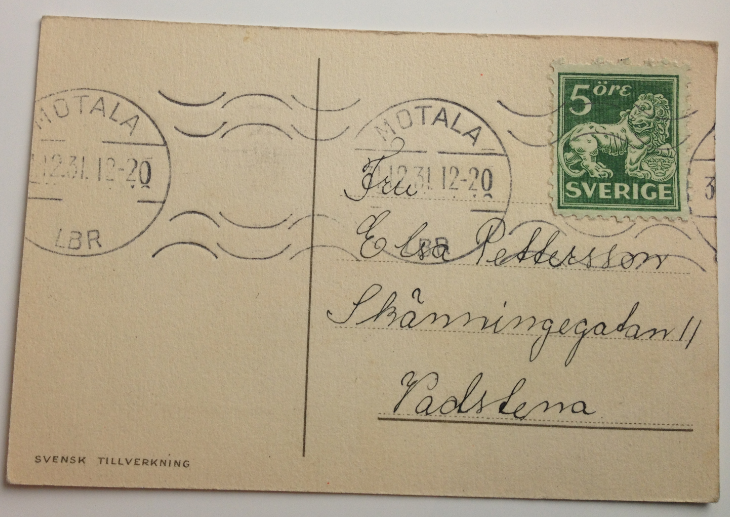 MOTALA
12.31.12-20
LBR
MOTALA
12.31.12-20
LBR
5 öre
SVERIGE
Fru
Elsa Pettersson
Skänningegatan 11
Vadstena
SVENSK TILLVERKNING